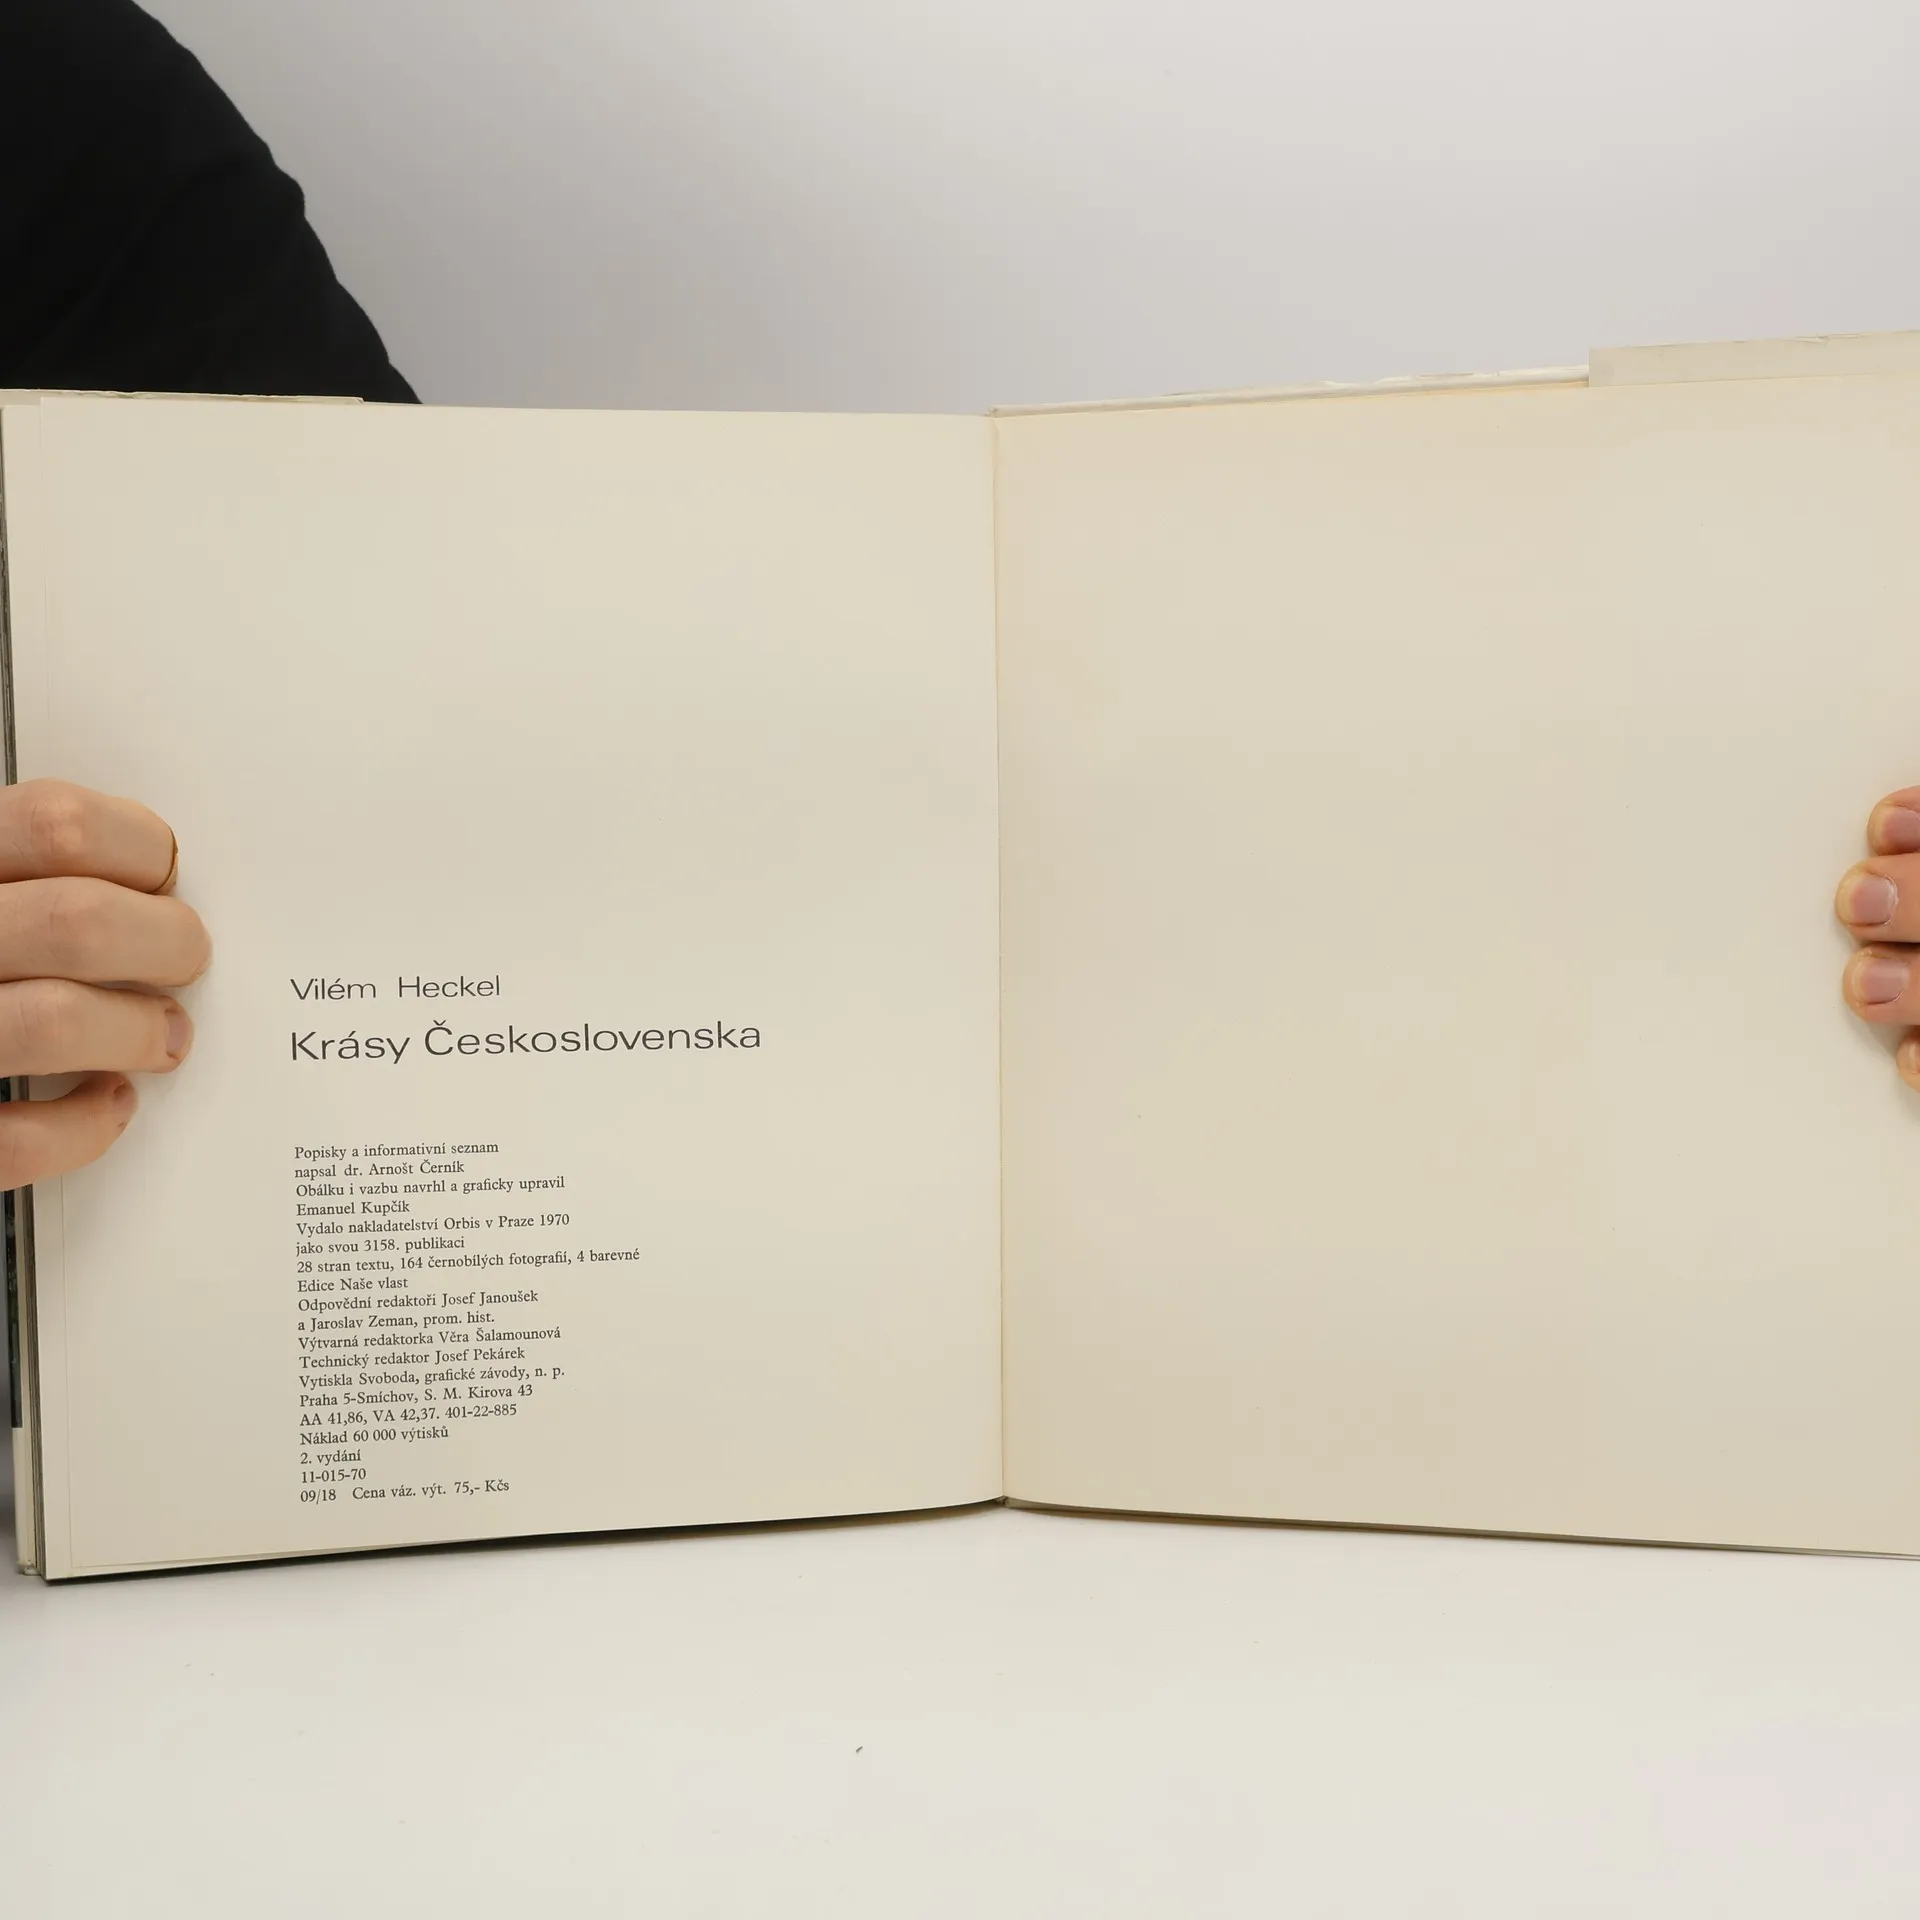 Vilém Heckel
Krásy Československa
Popisky a informativní seznam
napsal dr. Arnošt Černík
Obálku i vazbu navrhl a graficky upravil
Emanuel Kupčík
Vydalo nakladatelství Orbis v Praze 1970
jako svou 3158. publikaci
28 stran textu, 164 černobílých fotografií, 4 barevné
Edice Naše vlast
Odpovědní redaktoři Josef Janoušek
a Jaroslav Zeman, prom. hist.
Výtvarná redaktorka Věra Šalamounová
Technický redaktor Josef Pekárek
Vytiskla Svoboda, grafické závody, n. p.
Praha 5-Smíchov, S. M. Kirova 43
AA 41,86, VA 42,37. 401-22-885
Náklad 60 000 výtisků
2. vydání
11-015-70
09/18 Cena váz. výt. 75,- Kčs